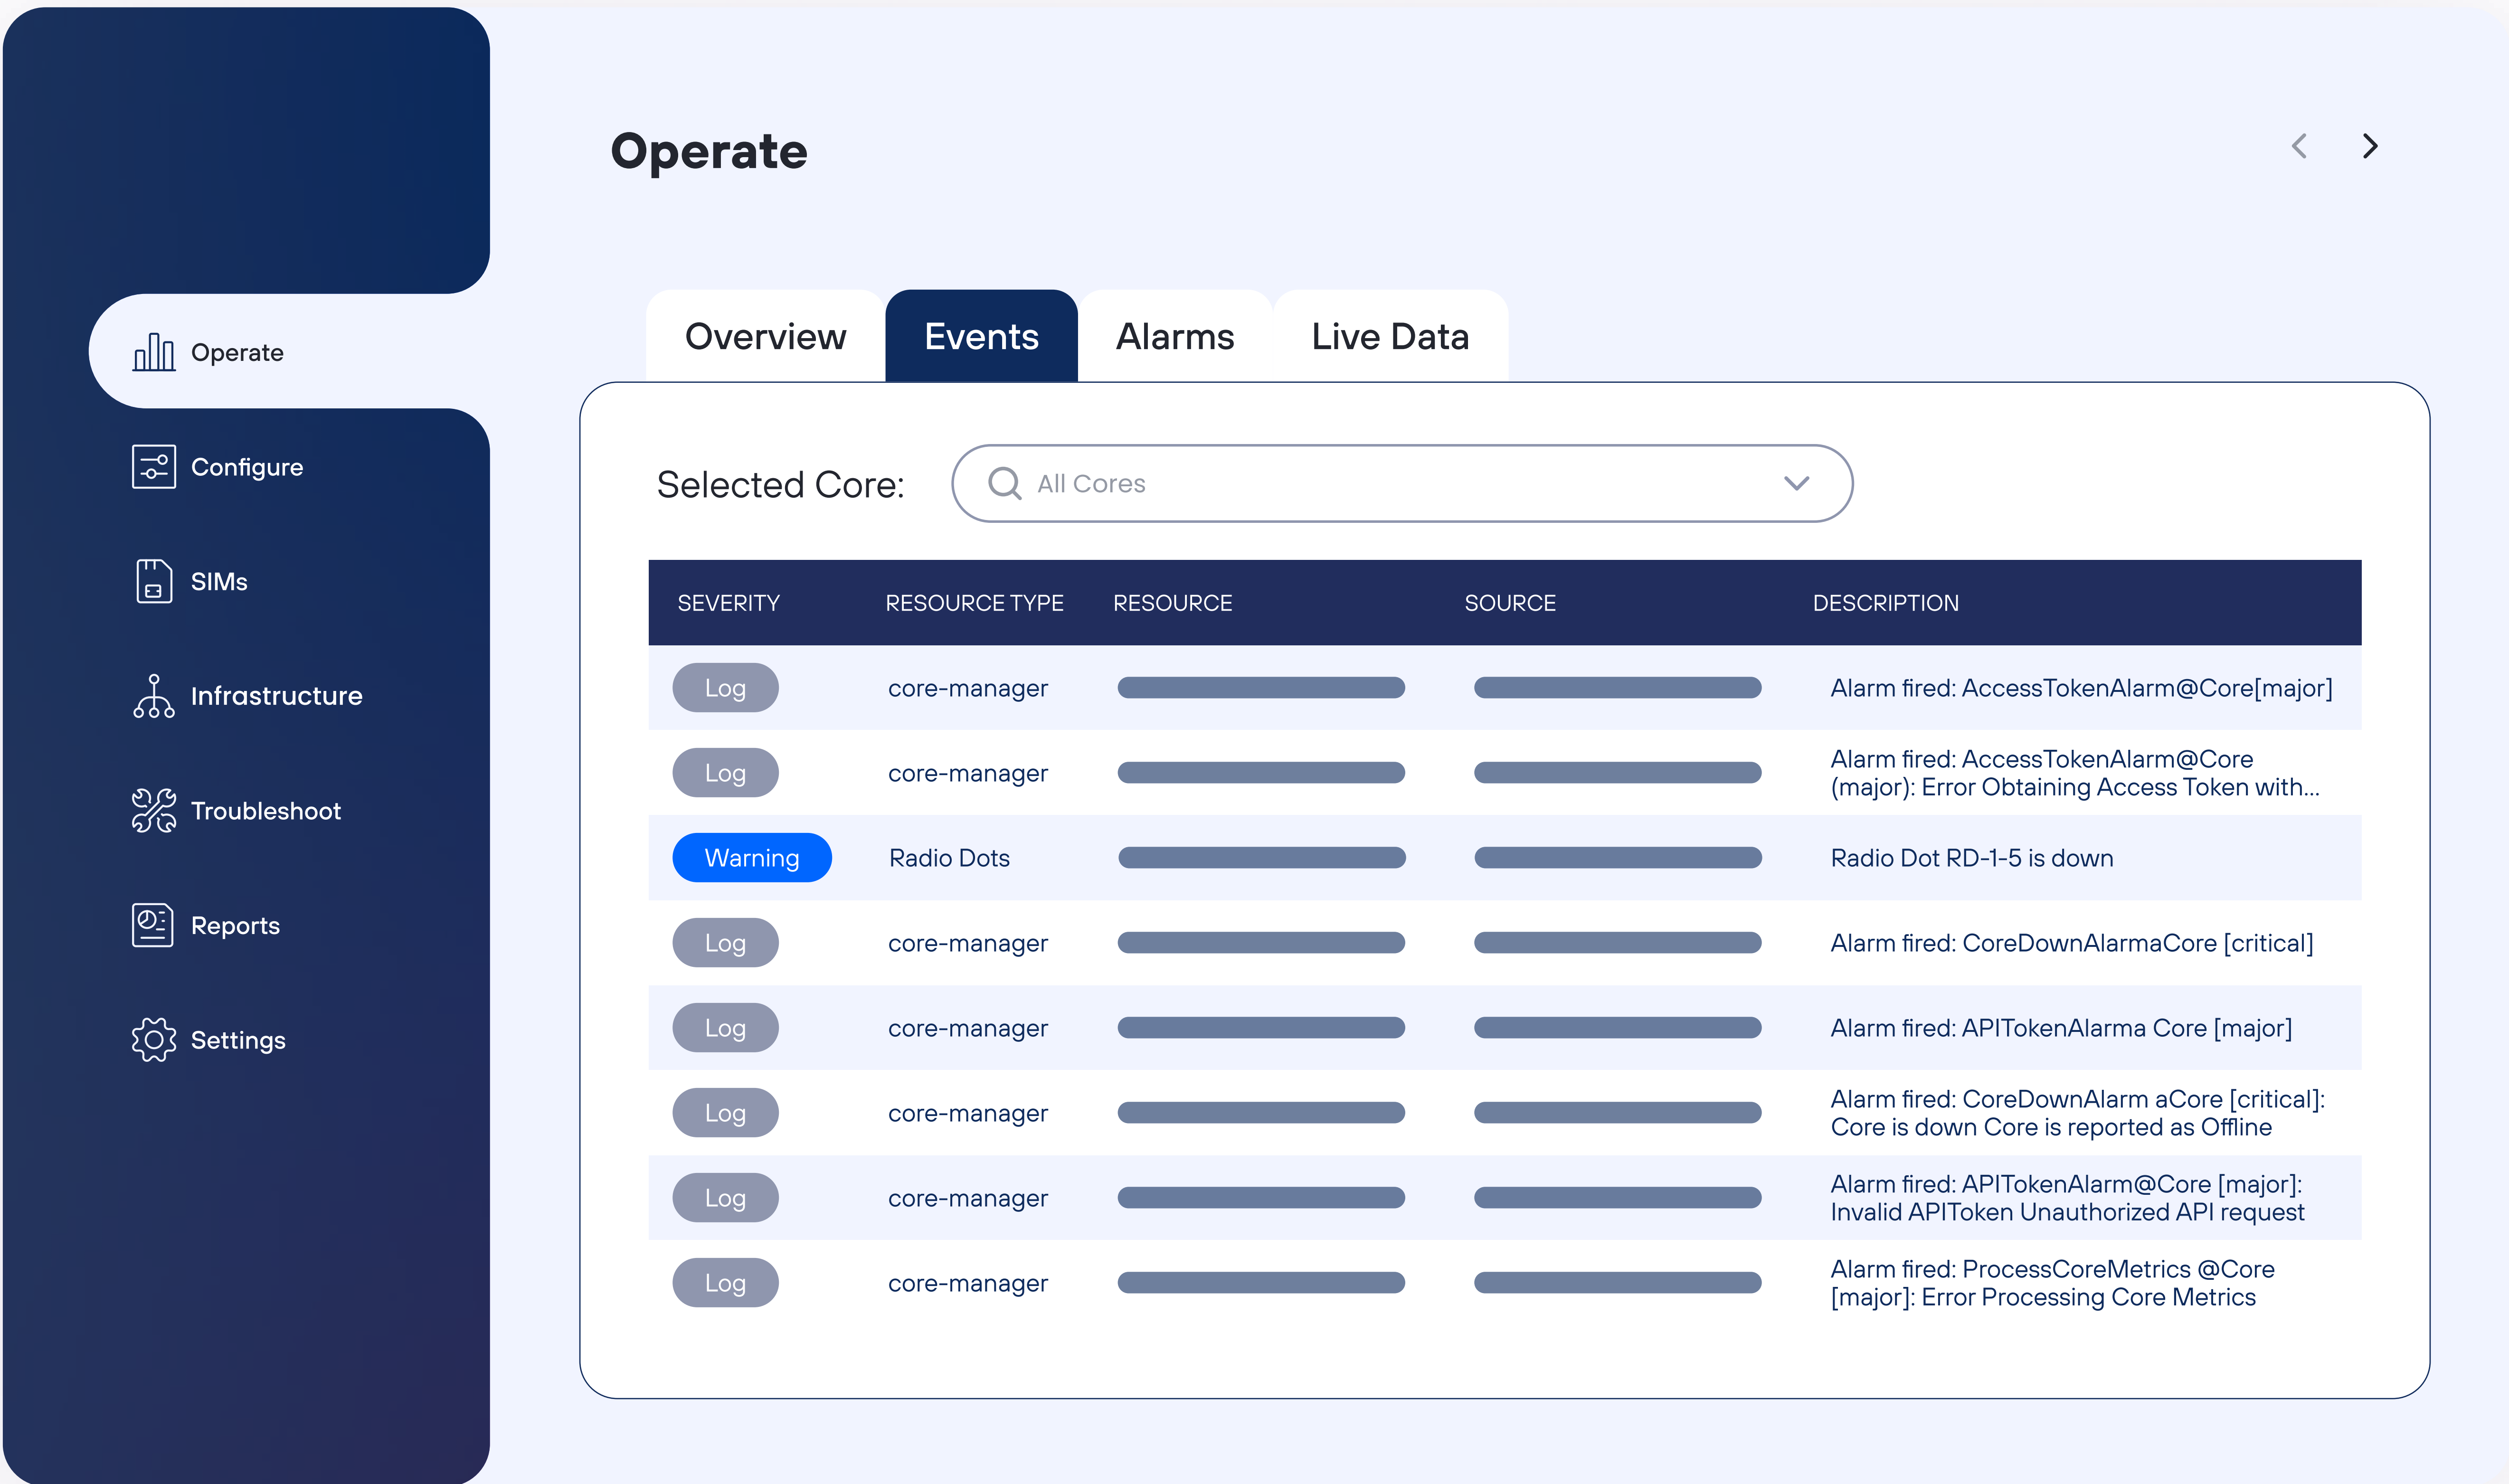 Operate
Configure
SIMs
Infrastructure
Troubleshoot
Reports
Settings
Operate
Overview
Events
Alarms
Live Data
Selected Core:
All Cores
SEVERITY RESOURCE TYPE RESOURCE SOURCE DESCRIPTION
Log core-manager Alarm fired: AccessTokenAlarm@Core[major]
Log core-manager Alarm fired: AccessTokenAlarm@Core
(major): Error Obtaining Access Token with...
Warning Radio Dots Radio Dot RD-1-5 is down
Log core-manager Alarm fired: CoreDownAlarmaCore [critical]
Log core-manager Alarm fired: APITokenAlarma Core [major]
Log core-manager Alarm fired: CoreDownAlarm aCore [critical]:
Core is down Core is reported as Offline
Log core-manager Alarm fired: APITokenAlarm@Core [major]:
Invalid APIToken Unauthorized API request
Log core-manager Alarm fired: ProcessCoreMetrics @Core
[major]: Error Processing Core Metrics